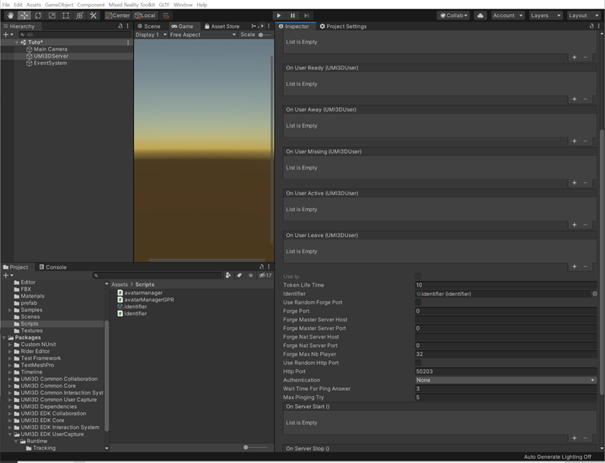 File Edit Assets GameObject Component Mixed Reality Toolkit GLTF Window Help
Center Local
Collab Account Layers Layout
Hierarchy
All
Tuto*
Main Camera
UMI3DServer
EventSystem
Scene Game Asset Store
Display 1 Free Aspect Scale
Inspector Project Settings
List is Empty
On User Ready (UMI3DUser)
List is Empty
On User Away (UMI3DUser)
List is Empty
On User Missing (UMI3DUser)
List is Empty
On User Active (UMI3DUser)
List is Empty
On User Leave (UMI3DUser)
List is Empty
Use Ip
Token Life Time 10
Identifier identifier (Identifier)
Use Random Forge Port
Forge Port 0
Forge Master Server Host
Forge Master Server Port 0
Forge Nat Server Host
Forge Nat Server Port 0
Forge Max Nb Player 32
Use Random Http Port
Http Port 50203
Authentication None
Wait Time For Ping Answer 3
Max Pinging Try 5
On Server Start ()
List is Empty
On Server Stop ()
Project Console
17
Editor
FBX
Materials
prefab
Samples
Scenes
Scripts
Textures
Packages
Custom NUnit
Rider Editor
Test Framework
TextMeshPro
Timeline
UMI3D Common Collaboration
UMI3D Common Core
UMI3D Common Interaction Syst
UMI3D Common User Capture
UMI3D Dependencies
UMI3D EDK Collaboration
UMI3D EDK Core
UMI3D EDK Interaction System
UMI3D EDK UserCapture
Runtime
Tracking
Assets > Scripts
avatarmanager
avatarManagerGPR
identifier
identifier
Auto Generate Lighting Off